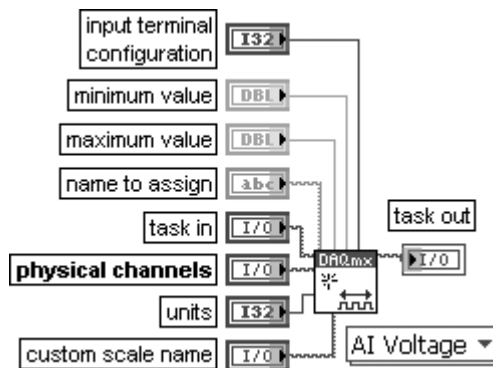 input terminal
configuration
I32
minimum value
DBL
maximum value
DBL
name to assign
abc
task in
I/O
task out
I/O
physical channels
I/O
DAQmx
units
I32
AI Voltage
custom scale name
I/O